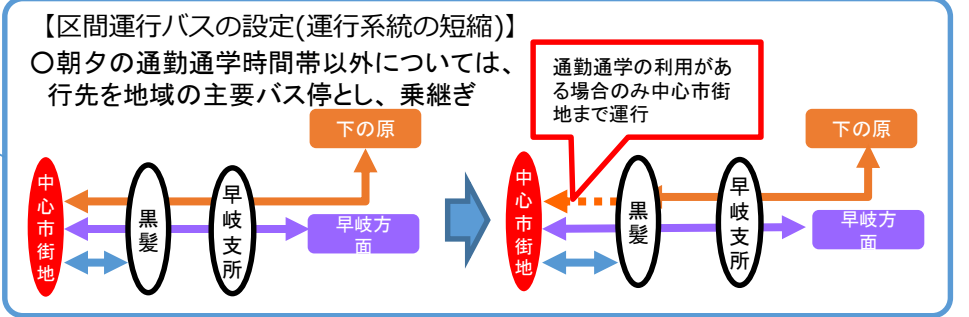 【区間運行バスの設定(運行系統の短縮)】
〇朝夕の通勤通学時間帯以外については、
行先を地域の主要バス停とし、乗継ぎ
下の原
中心市街地
黒髪
早岐支所
早岐方
面
通勤通学の利用があ
る場合のみ中心市街
地まで運行
下の原
中心市街地
黒髪
早岐支所
早岐方
面